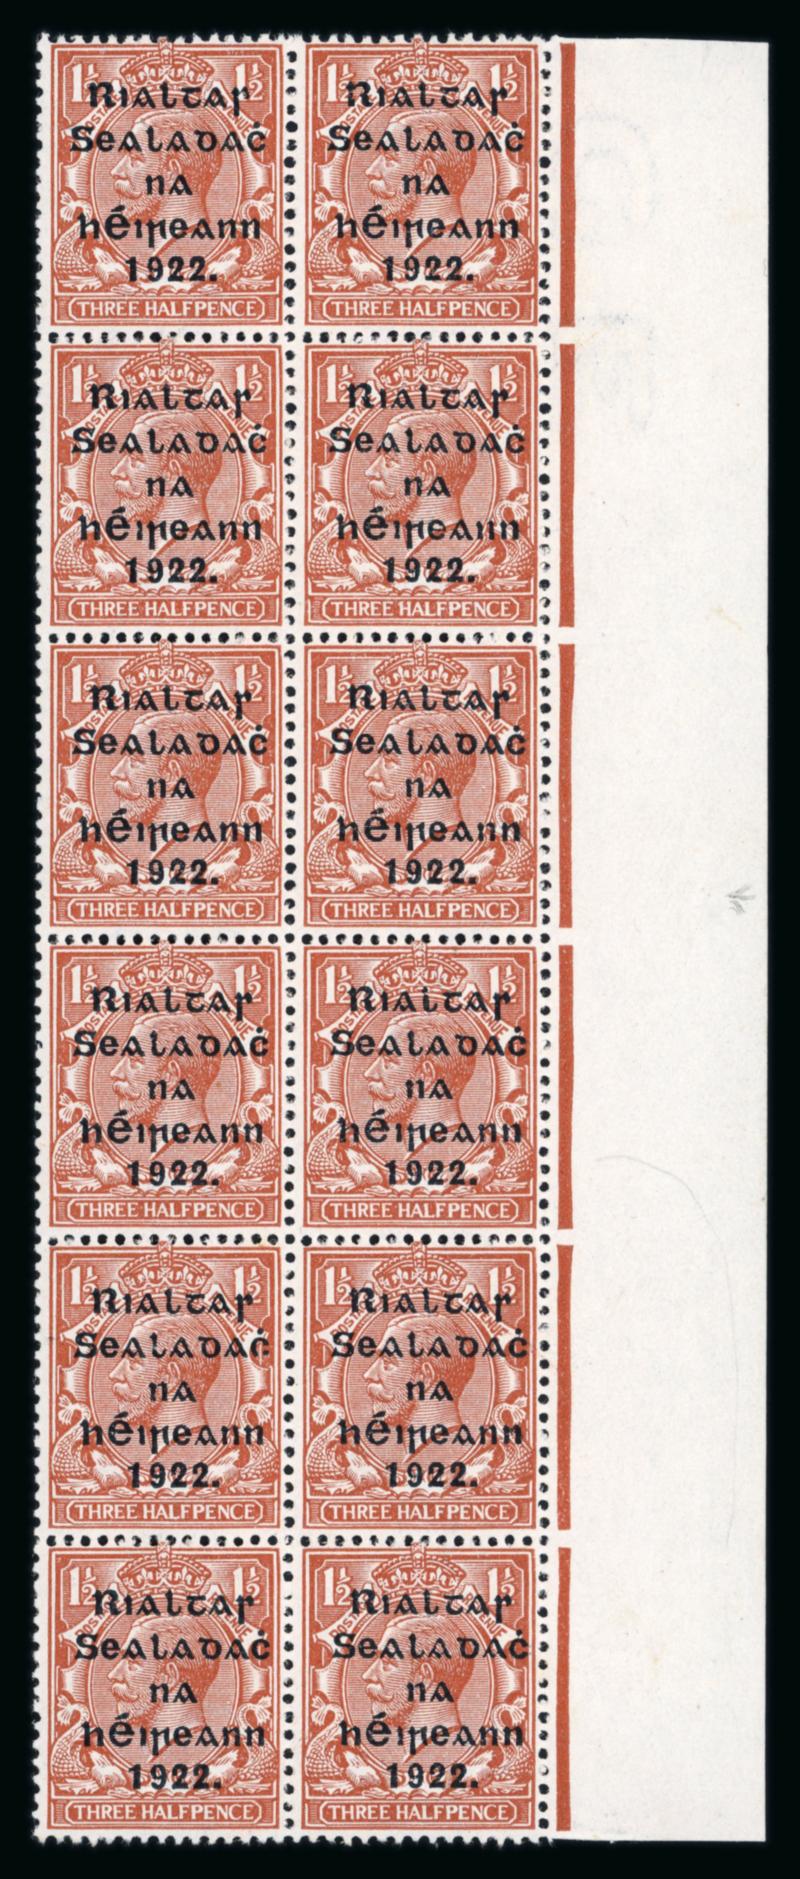 1½ 1½
Rialtas
Sealadaċ
na
hÉireann
1922.
THREE HALFPENCE
1½ 1½
Rialtas
Sealadaċ
na
hÉireann
1922.
THREE HALFPENCE
1½ 1½
Rialtas
Sealadaċ
na
hÉireann
1922.
THREE HALFPENCE
1½ 1½
Rialtas
Sealadaċ
na
hÉireann
1922.
THREE HALFPENCE
1½ 1½
Rialtas
Sealadaċ
na
hÉireann
1922.
THREE HALFPENCE
1½ 1½
Rialtas
Sealadaċ
na
hÉireann
1922.
THREE HALFPENCE
1½ 1½
Rialtas
Sealadaċ
na
hÉireann
1922.
THREE HALFPENCE
1½ 1½
Rialtas
Sealadaċ
na
hÉireann
1922.
THREE HALFPENCE
1½ 1½
Rialtas
Sealadaċ
na
hÉireann
1922.
THREE HALFPENCE
1½ 1½
Rialtas
Sealadaċ
na
hÉireann
1922.
THREE HALFPENCE
1½ 1½
Rialtas
Sealadaċ
na
hÉireann
1922.
THREE HALFPENCE
1½ 1½
Rialtas
Sealadaċ
na
hÉireann
1922.
THREE HALFPENCE